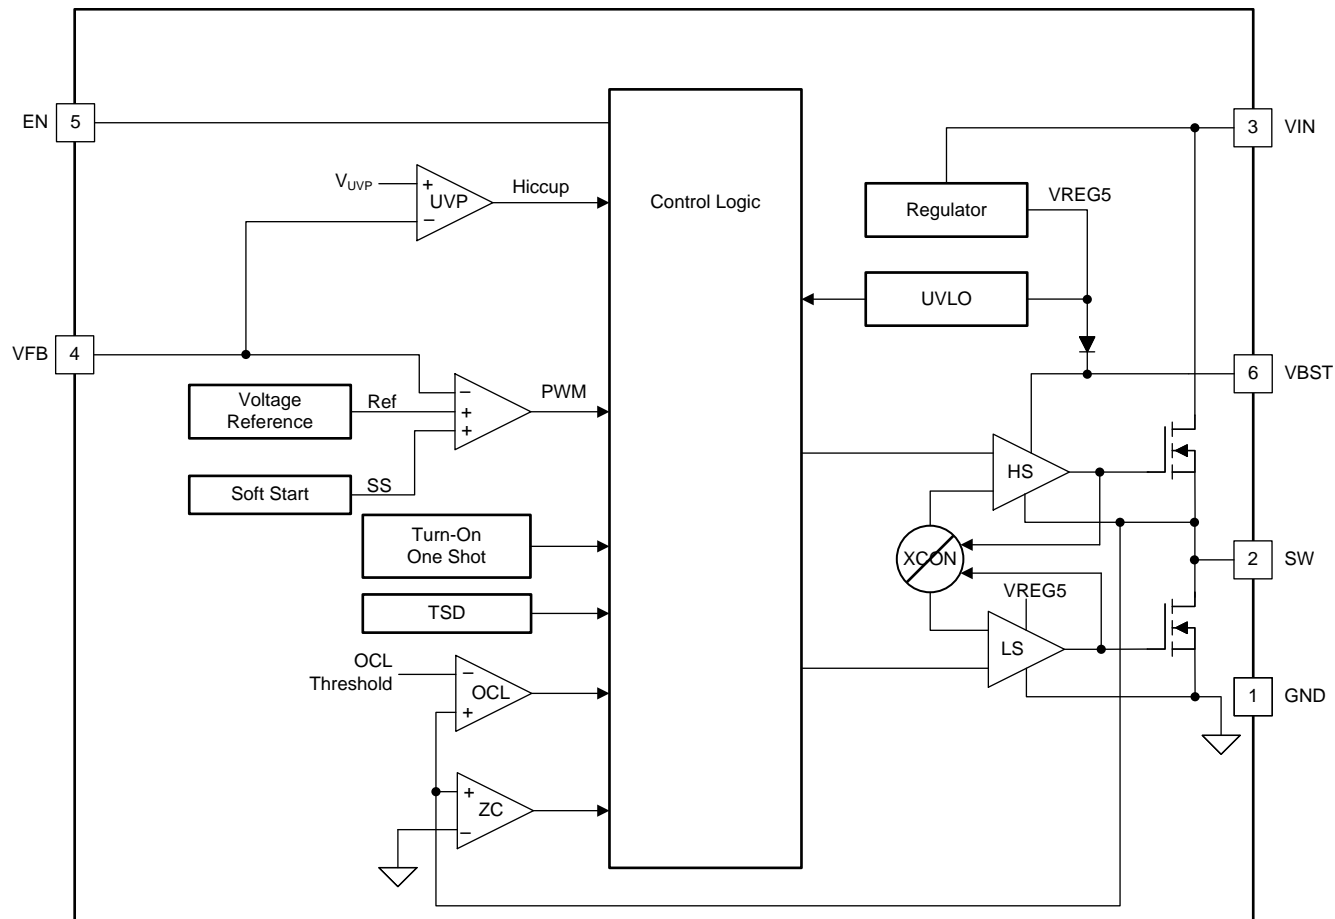 EN 5
3 VIN
VUVP
+
UVP
−
Hiccup
Control Logic
Regulator
VREG5
UVLO
VFB 4
6 VBST
Voltage
Reference
Ref
−
+
+
PWM
Soft Start
SS
HS
Turn-On
One Shot
XCON
2 SW
TSD
VREG5
LS
OCL
Threshold
−
OCL
+
1 GND
+
ZC
−